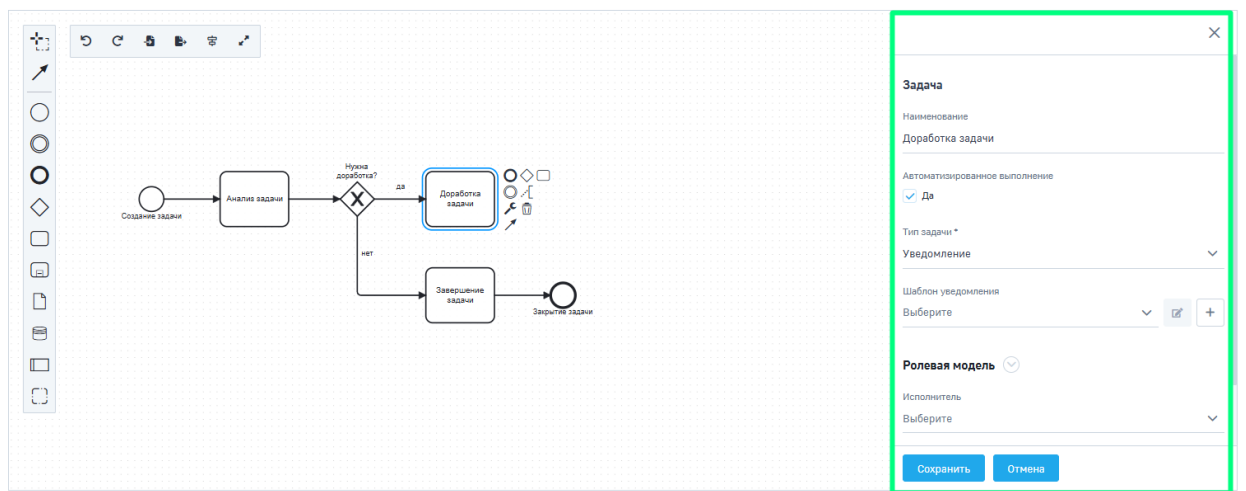 Нужна
доработка?
да
Анализ задачи
Доработка
задачи
Создание задачи
нет
Завершение
задачи
Закрытие задачи
Задача
Наименование
Доработка задачи
Автоматизированное выполнение
Да
Тип задачи *
Уведомление
Шаблон уведомления
Выберите
Ролевая модель
Исполнитель
Выберите
Сохранить
Отмена